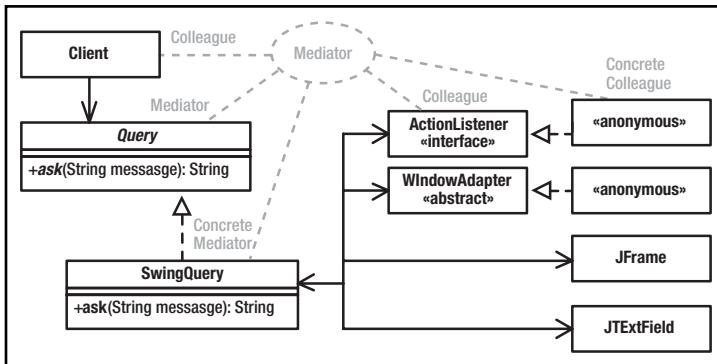 Client
Colleague
Mediator
Concrete
Colleague
Mediator
Colleague
Query
+ask(String messasge): String
ActionListener
«interface»
«anonymous»
WIndowAdapter
«abstract»
«anonymous»
Concrete
Mediator
SwingQuery
+ask(String messasge): String
JFrame
JTExtField